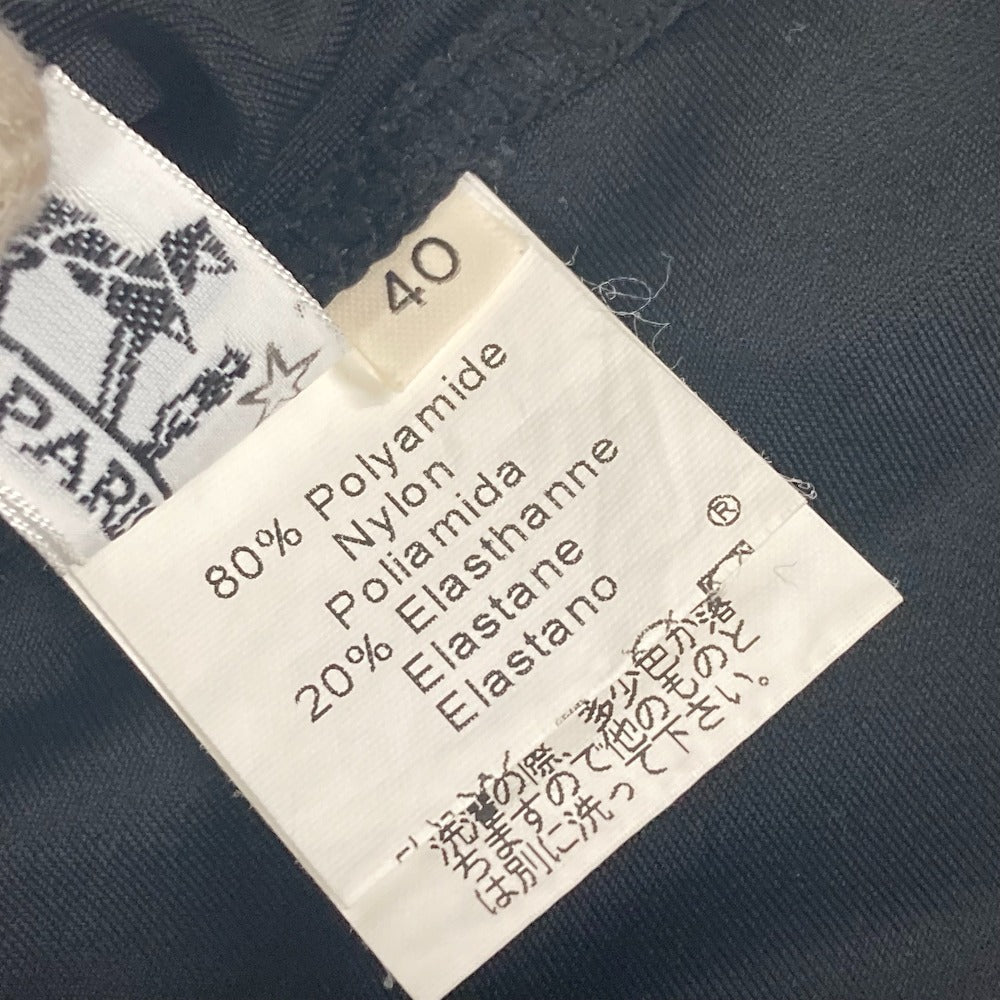 40
80% Polyamide
Nylon
Poliamida
20% Elasthanne
Elastane
Elastano
®
洗濯の際、多少色が落
ちますので他のものと
は別に洗って下さい。